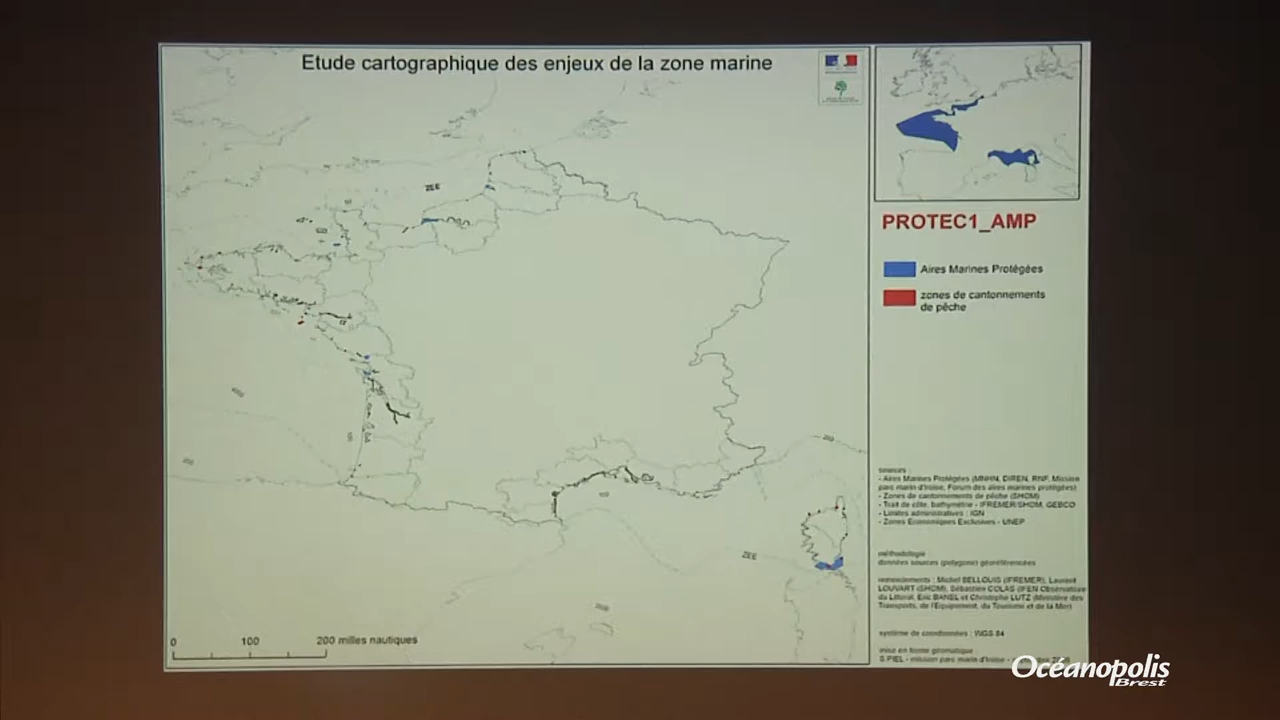 Etude cartographique des enjeux de la zone marine
ZEE
ZEE
0 100 200 milles nautiques
PROTEC1_AMP
Aires Marines Protégées
zones de cantonnements
de pêche
sources :
- Aires Marines Protégées (MNHN, DIREN, RNF, Mission
parc marin d'Iroise, Forum des aires marines protégées)
- Zones de cantonnements de pêche (SHOM)
- Trait de côte, bathymétrie - IFREMER/SHOM, GEBCO
- Limites administratives : IGN
- Zones Economiques Exclusives - UNEP
méthodologie
données sources (polygone) géoréférencées
remerciements : Michel BELLOUIS (IFREMER), Laurent
LOUVART (SHOM), Sébastien COLAS (IFEN Observatoire
du Littoral), Eric BANEL et Christophe LUTZ (Ministère des
Transports, de l'Equipement, du Tourisme et de la Mer)
système de coordonnées : WGS 84
mise en forme géomatique :
S PIEL - mission parc marin d'Iroise -
Océanopolis
Brest